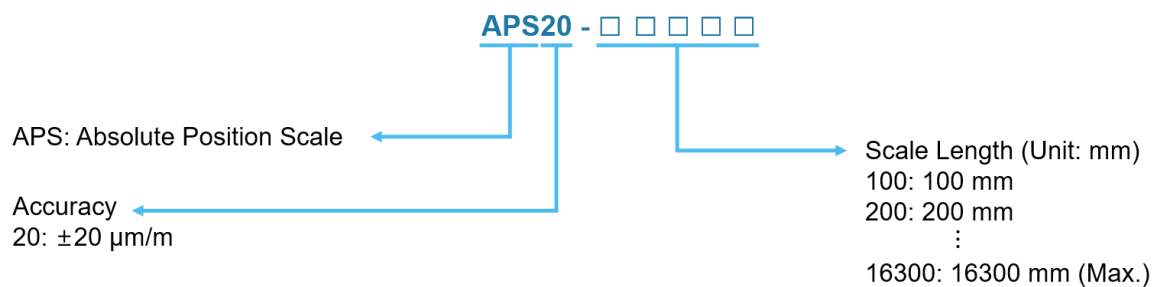 APS20 - □ □ □ □ □
APS: Absolute Position Scale
Accuracy
20: ±20 μm/m
Scale Length (Unit: mm)
100: 100 mm
200: 200 mm
⋮
16300: 16300 mm (Max.)